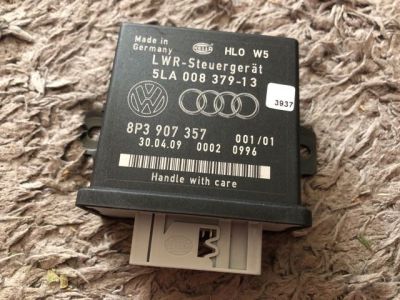 Made in
Germany
HELLA
HLO W5
LWR-Steuergerät
5LA 008 379-13
3937
8P3 907 357
001/01
30.04.09 0002 0996
Handle with care